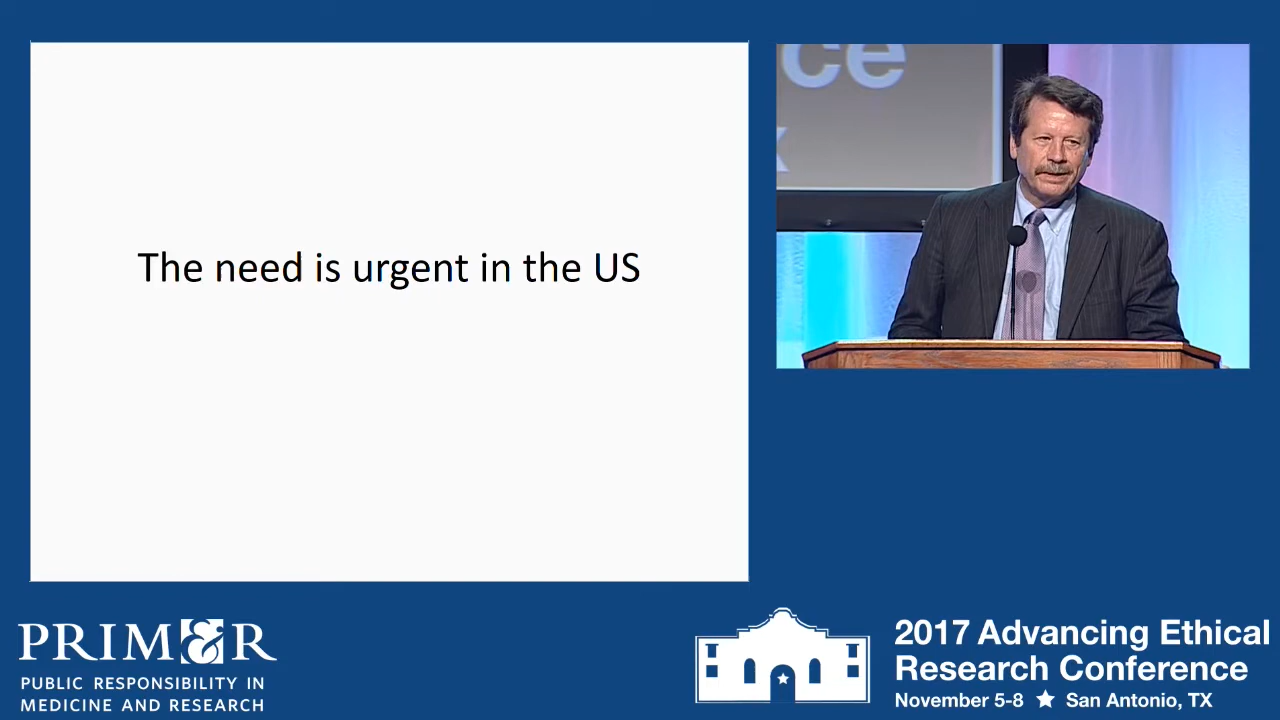 The need is urgent in the US
ce
PRIM&R
PUBLIC RESPONSIBILITY IN
MEDICINE AND RESEARCH
2017 Advancing Ethical
Research Conference
November 5-8 ★ San Antonio, TX